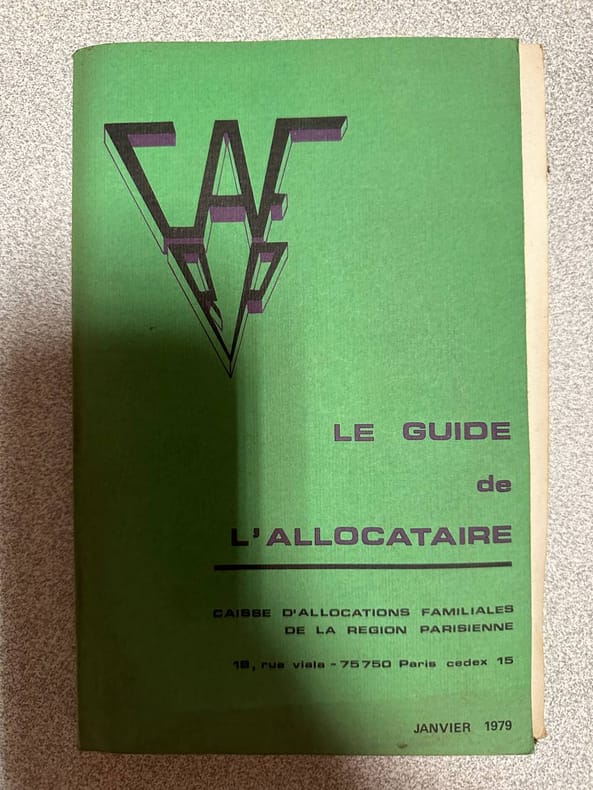 CAF
RP
LE GUIDE
de
L'ALLOCATAIRE
CAISSE D'ALLOCATIONS FAMILIALES
DE LA REGION PARISIENNE
18, rue viala - 75750 Paris cedex 15
JANVIER 1979